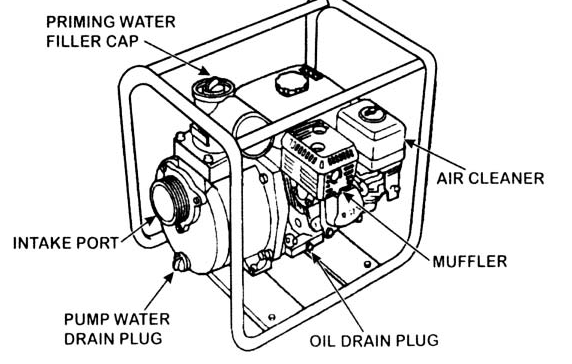 PRIMING WATER
FILLER CAP
AIR CLEANER
INTAKE PORT
MUFFLER
PUMP WATER
DRAIN PLUG
OIL DRAIN PLUG